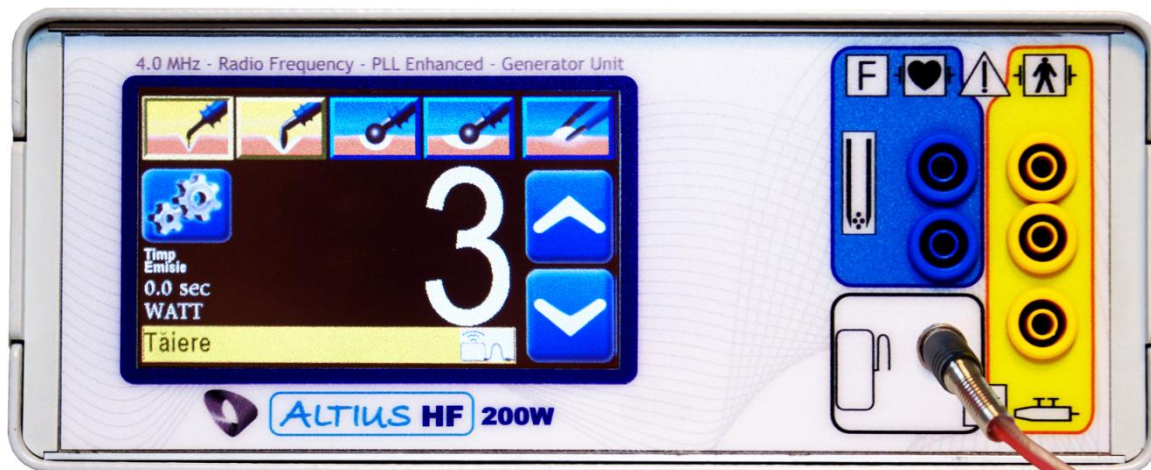 4.0 MHz - Radio Frequency - PLL Enhanced - Generator Unit
F
3
Timp
Emisie
0.0 sec
WATT
Tăiere
ALTIUS HF 200W